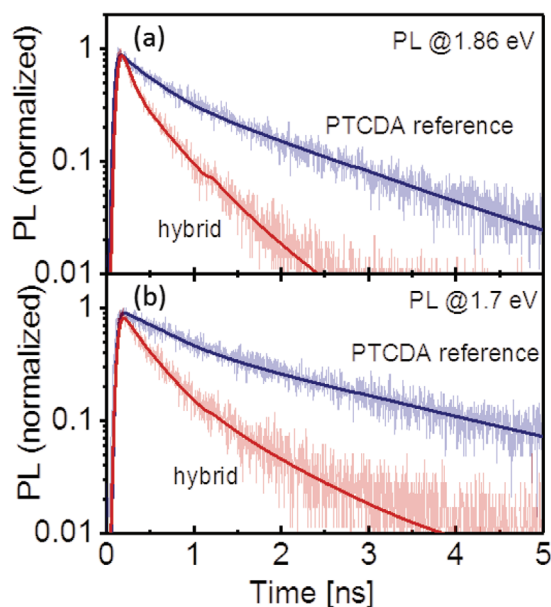 (a)
PL @1.86 eV
PTCDA reference
hybrid
PL (normalized)
1
0.1
0.01
(b)
PL @1.7 eV
PTCDA reference
hybrid
PL (normalized)
1
0.1
0.01
0 1 2 3 4 5
Time [ns]